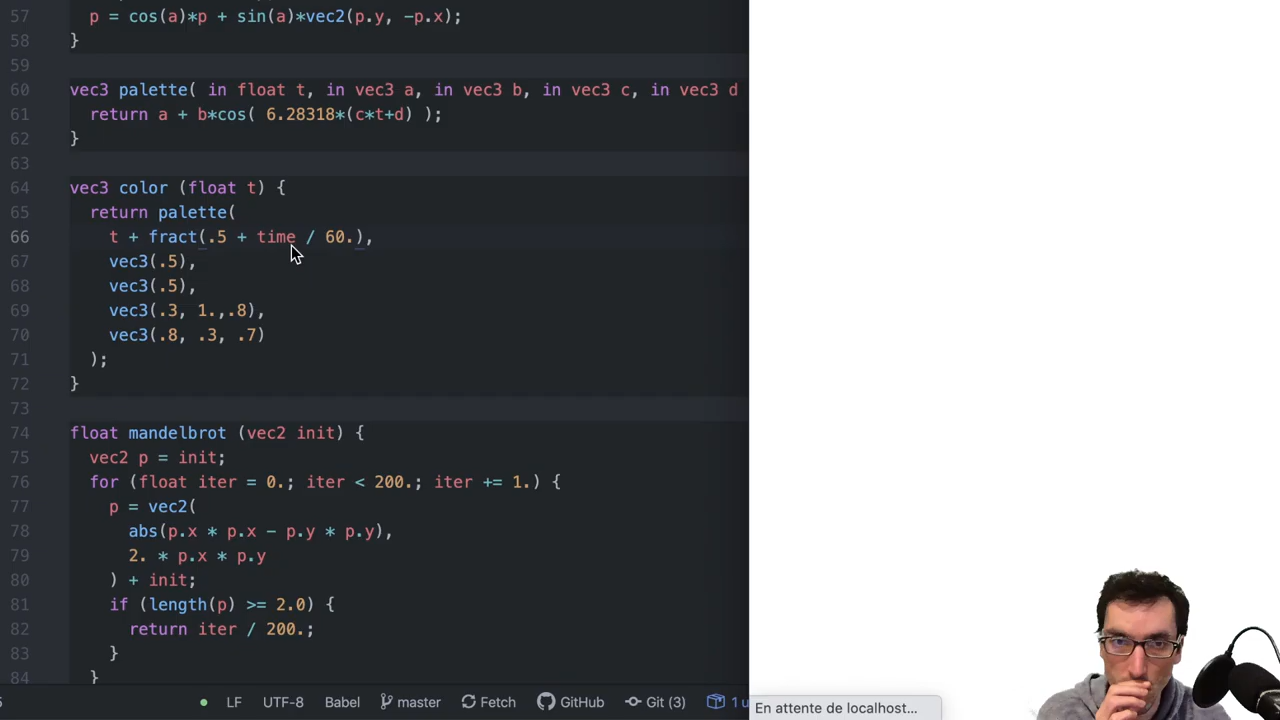 57 p = cos(a)*p + sin(a)*vec2(p.y, -p.x);
58 }
59
60 vec3 palette( in float t, in vec3 a, in vec3 b, in vec3 c, in vec3 d
61 return a + b*cos( 6.28318*(c*t+d) );
62 }
63
64 vec3 color (float t) {
65 return palette(
66 t + fract(.5 + time / 60.),
67 vec3(.5),
68 vec3(.5),
69 vec3(.3, 1.,.8),
70 vec3(.8, .3, .7)
71 );
72 }
73
74 float mandelbrot (vec2 init) {
75 vec2 p = init;
76 for (float iter = 0.; iter < 200.; iter += 1.) {
77 p = vec2(
78 abs(p.x * p.x - p.y * p.y),
79 2. * p.x * p.y
80 ) + init;
81 if (length(p) >= 2.0) {
82 return iter / 200.;
83 }
84 }
LF UTF-8 Babel master Fetch GitHub Git (3) 1 u
En attente de localhost...